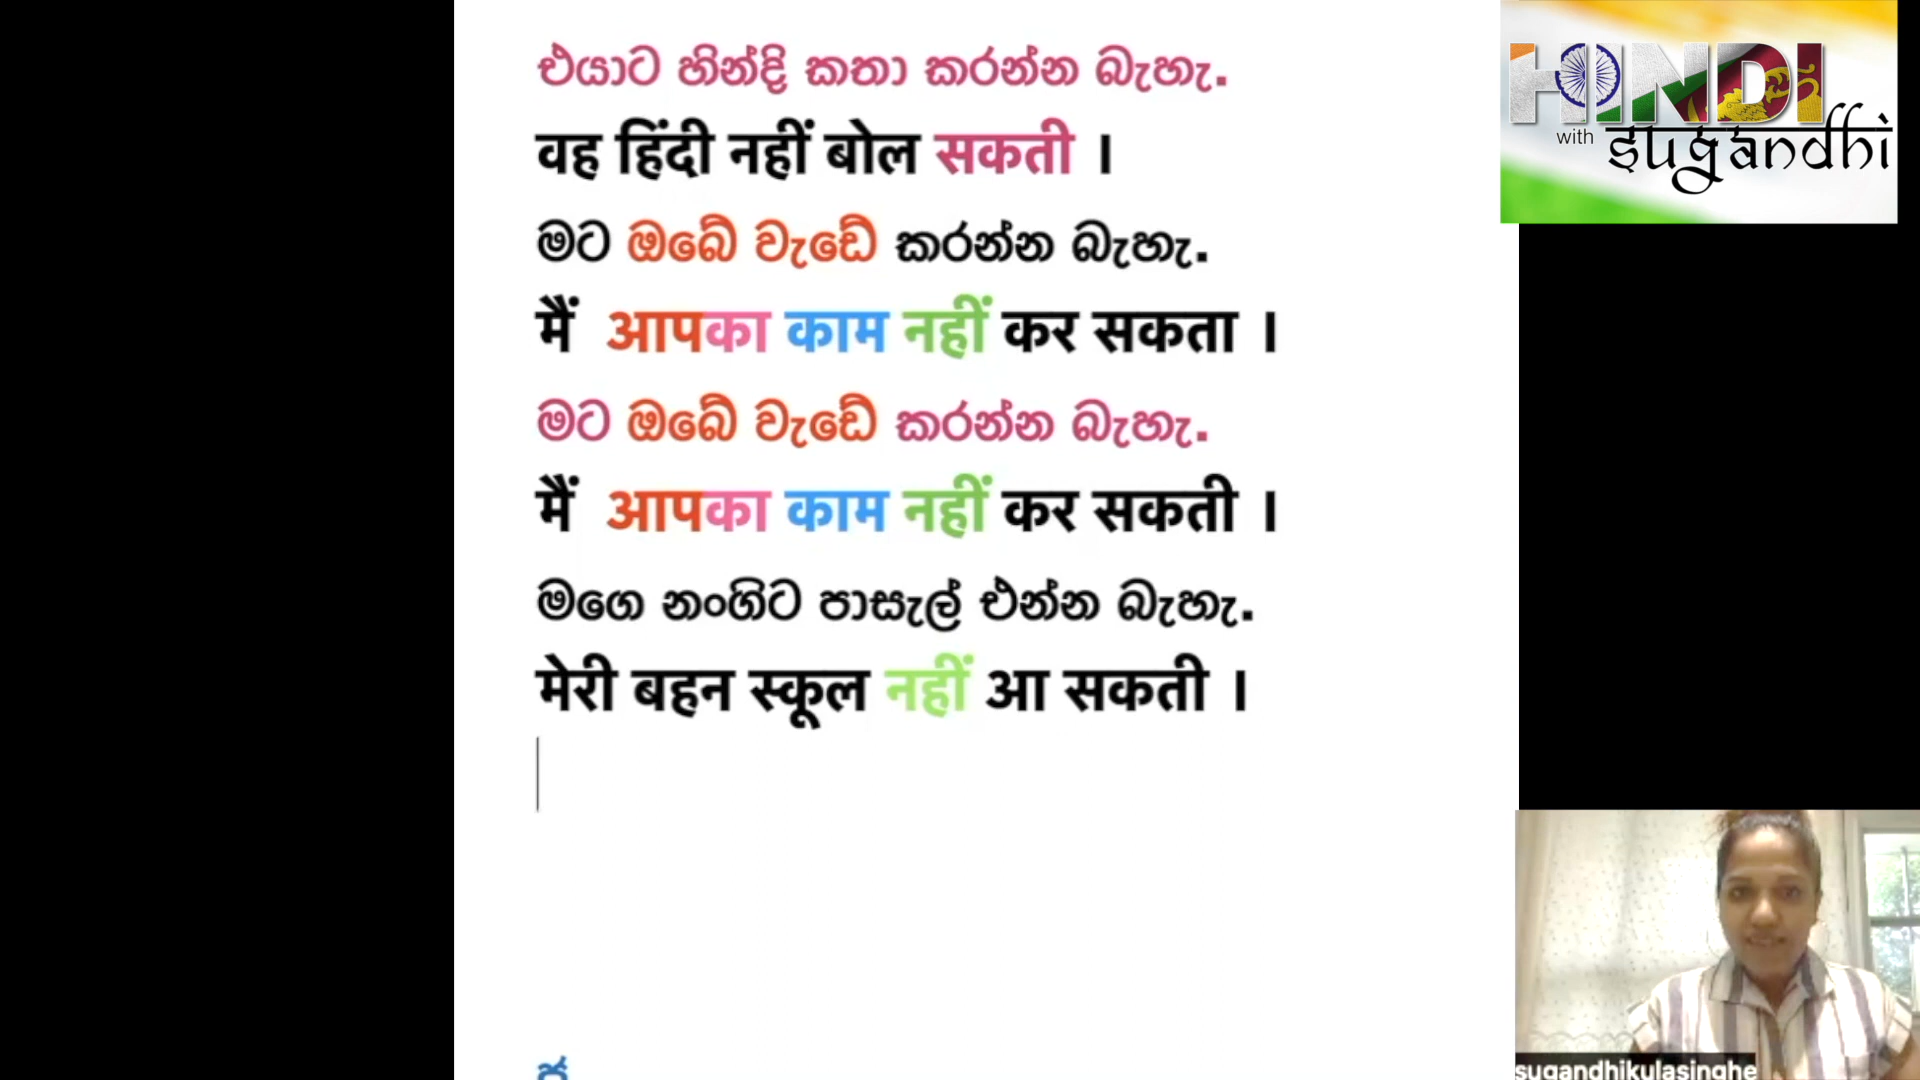 එයාට හින්දි කතා කරන්න බැහැ.
वह हिंदी नहीं बोल सकती ।
මට ඔබේ වැඩේ කරන්න බැහැ.
मैं आपका काम नहीं कर सकता ।
මට ඔබේ වැඩේ කරන්න බැහැ.
मैं आपका काम नहीं कर सकती ।
මගෙ නංගිට පාසැල් එන්න බැහැ.
मेरी बहन स्कूल नहीं आ सकती ।
HINDI
with sugandhi
sugandhikulasinghe